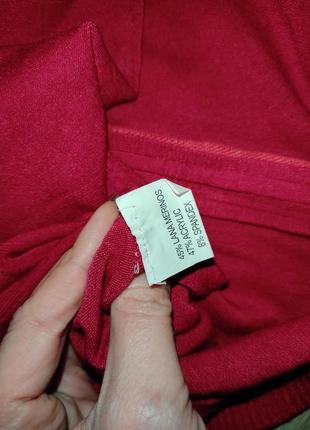 45% LANA MERINOS
47% ACRYLIC
8% SPANDEX